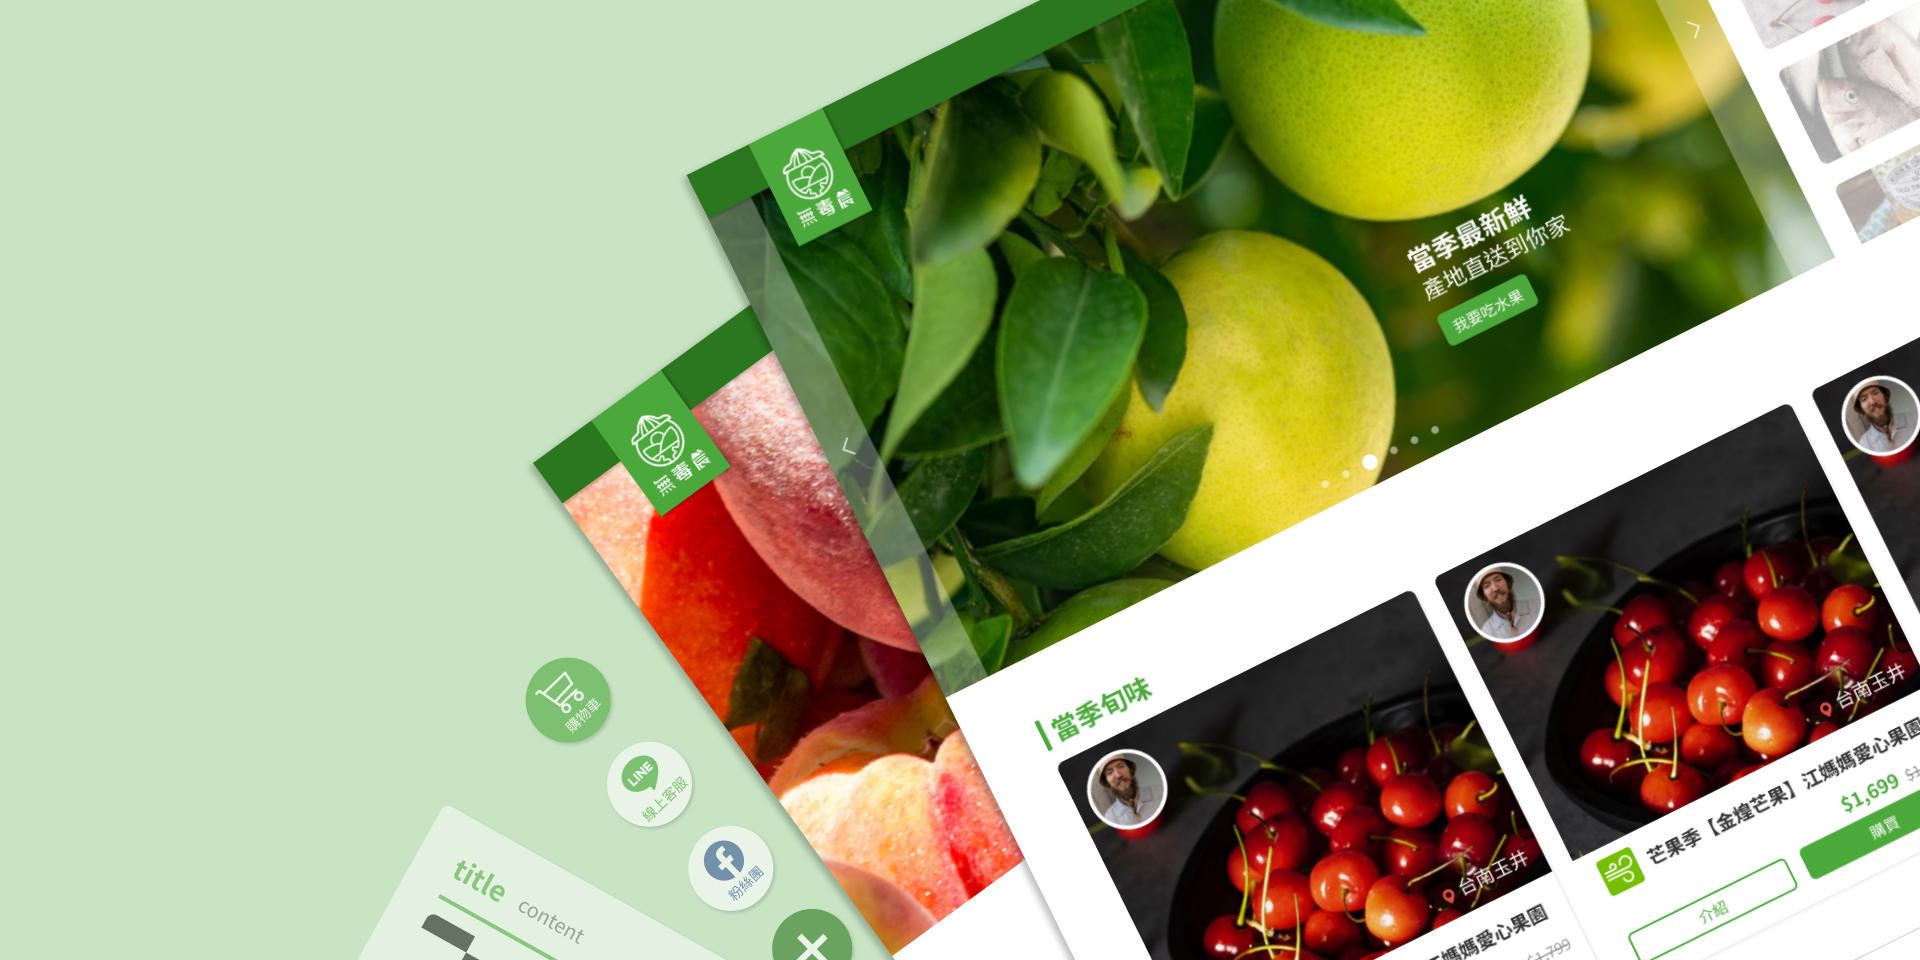 無毒農
當季最新鮮
產地直送到你家
我要吃水果
無毒農
當季旬味
台南玉井
台南玉井
芒果季【金煌芒果】江媽媽愛心果園
$1,699
購買
介紹
江媽媽愛心果園
$1,799
購物車
LINE
線上客服
粉絲團
title
content